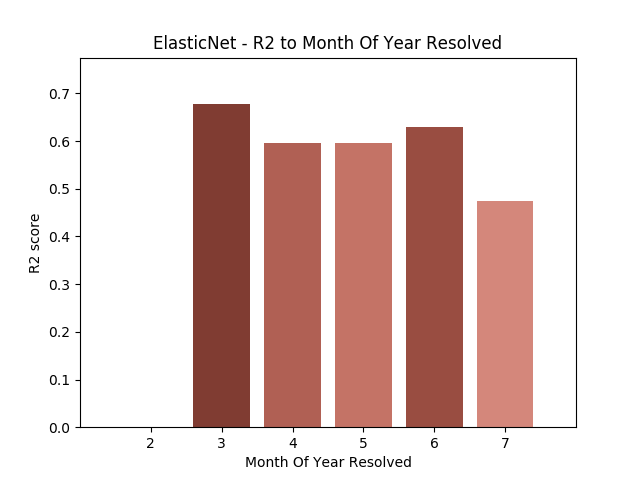 ElasticNet - R2 to Month Of Year Resolved
0.7
0.6
0.5
0.4
0.3
0.2
0.1
0.0
R2 score
2 3 4 5 6 7
Month Of Year Resolved